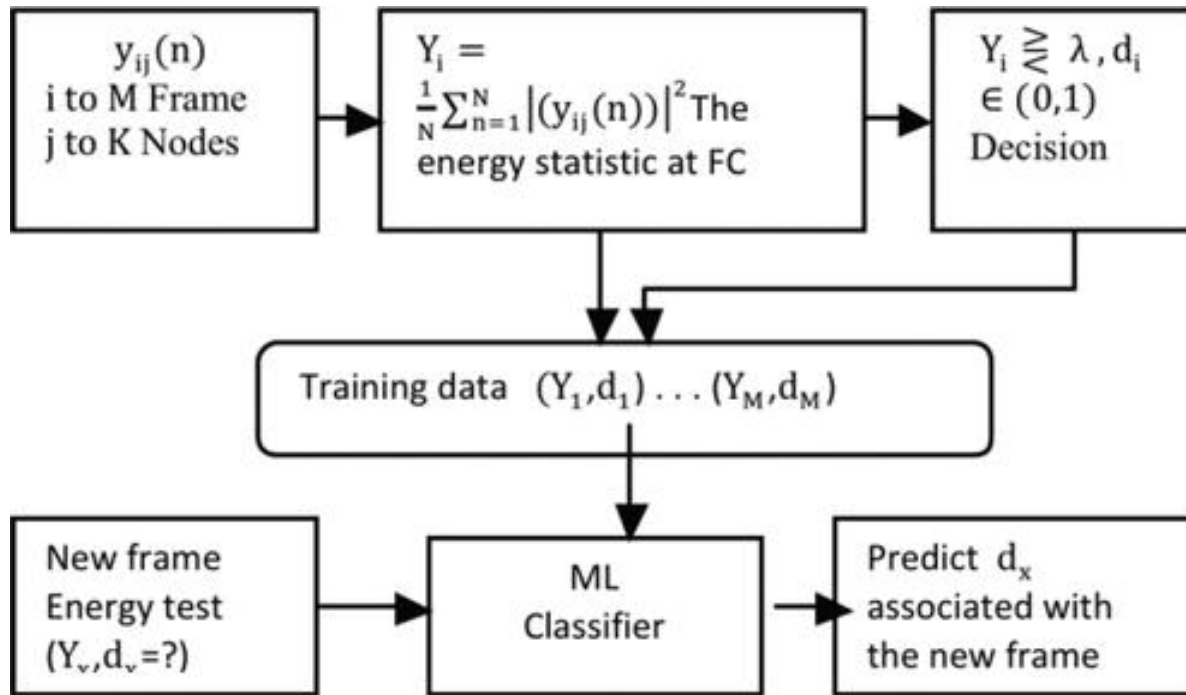 y_ij(n)
i to M Frame
j to K Nodes
Y_i =
1/N ∑_{n=1}^{N} |(y_ij(n))|^2 The
energy statistic at FC
Y_i ⪌ λ , d_i
∈ (0,1)
Decision
Training data (Y_1,d_1) . . . (Y_M,d_M)
New frame
Energy test
(Y_x,d_x=?)
ML
Classifier
Predict d_x
associated with
the new frame